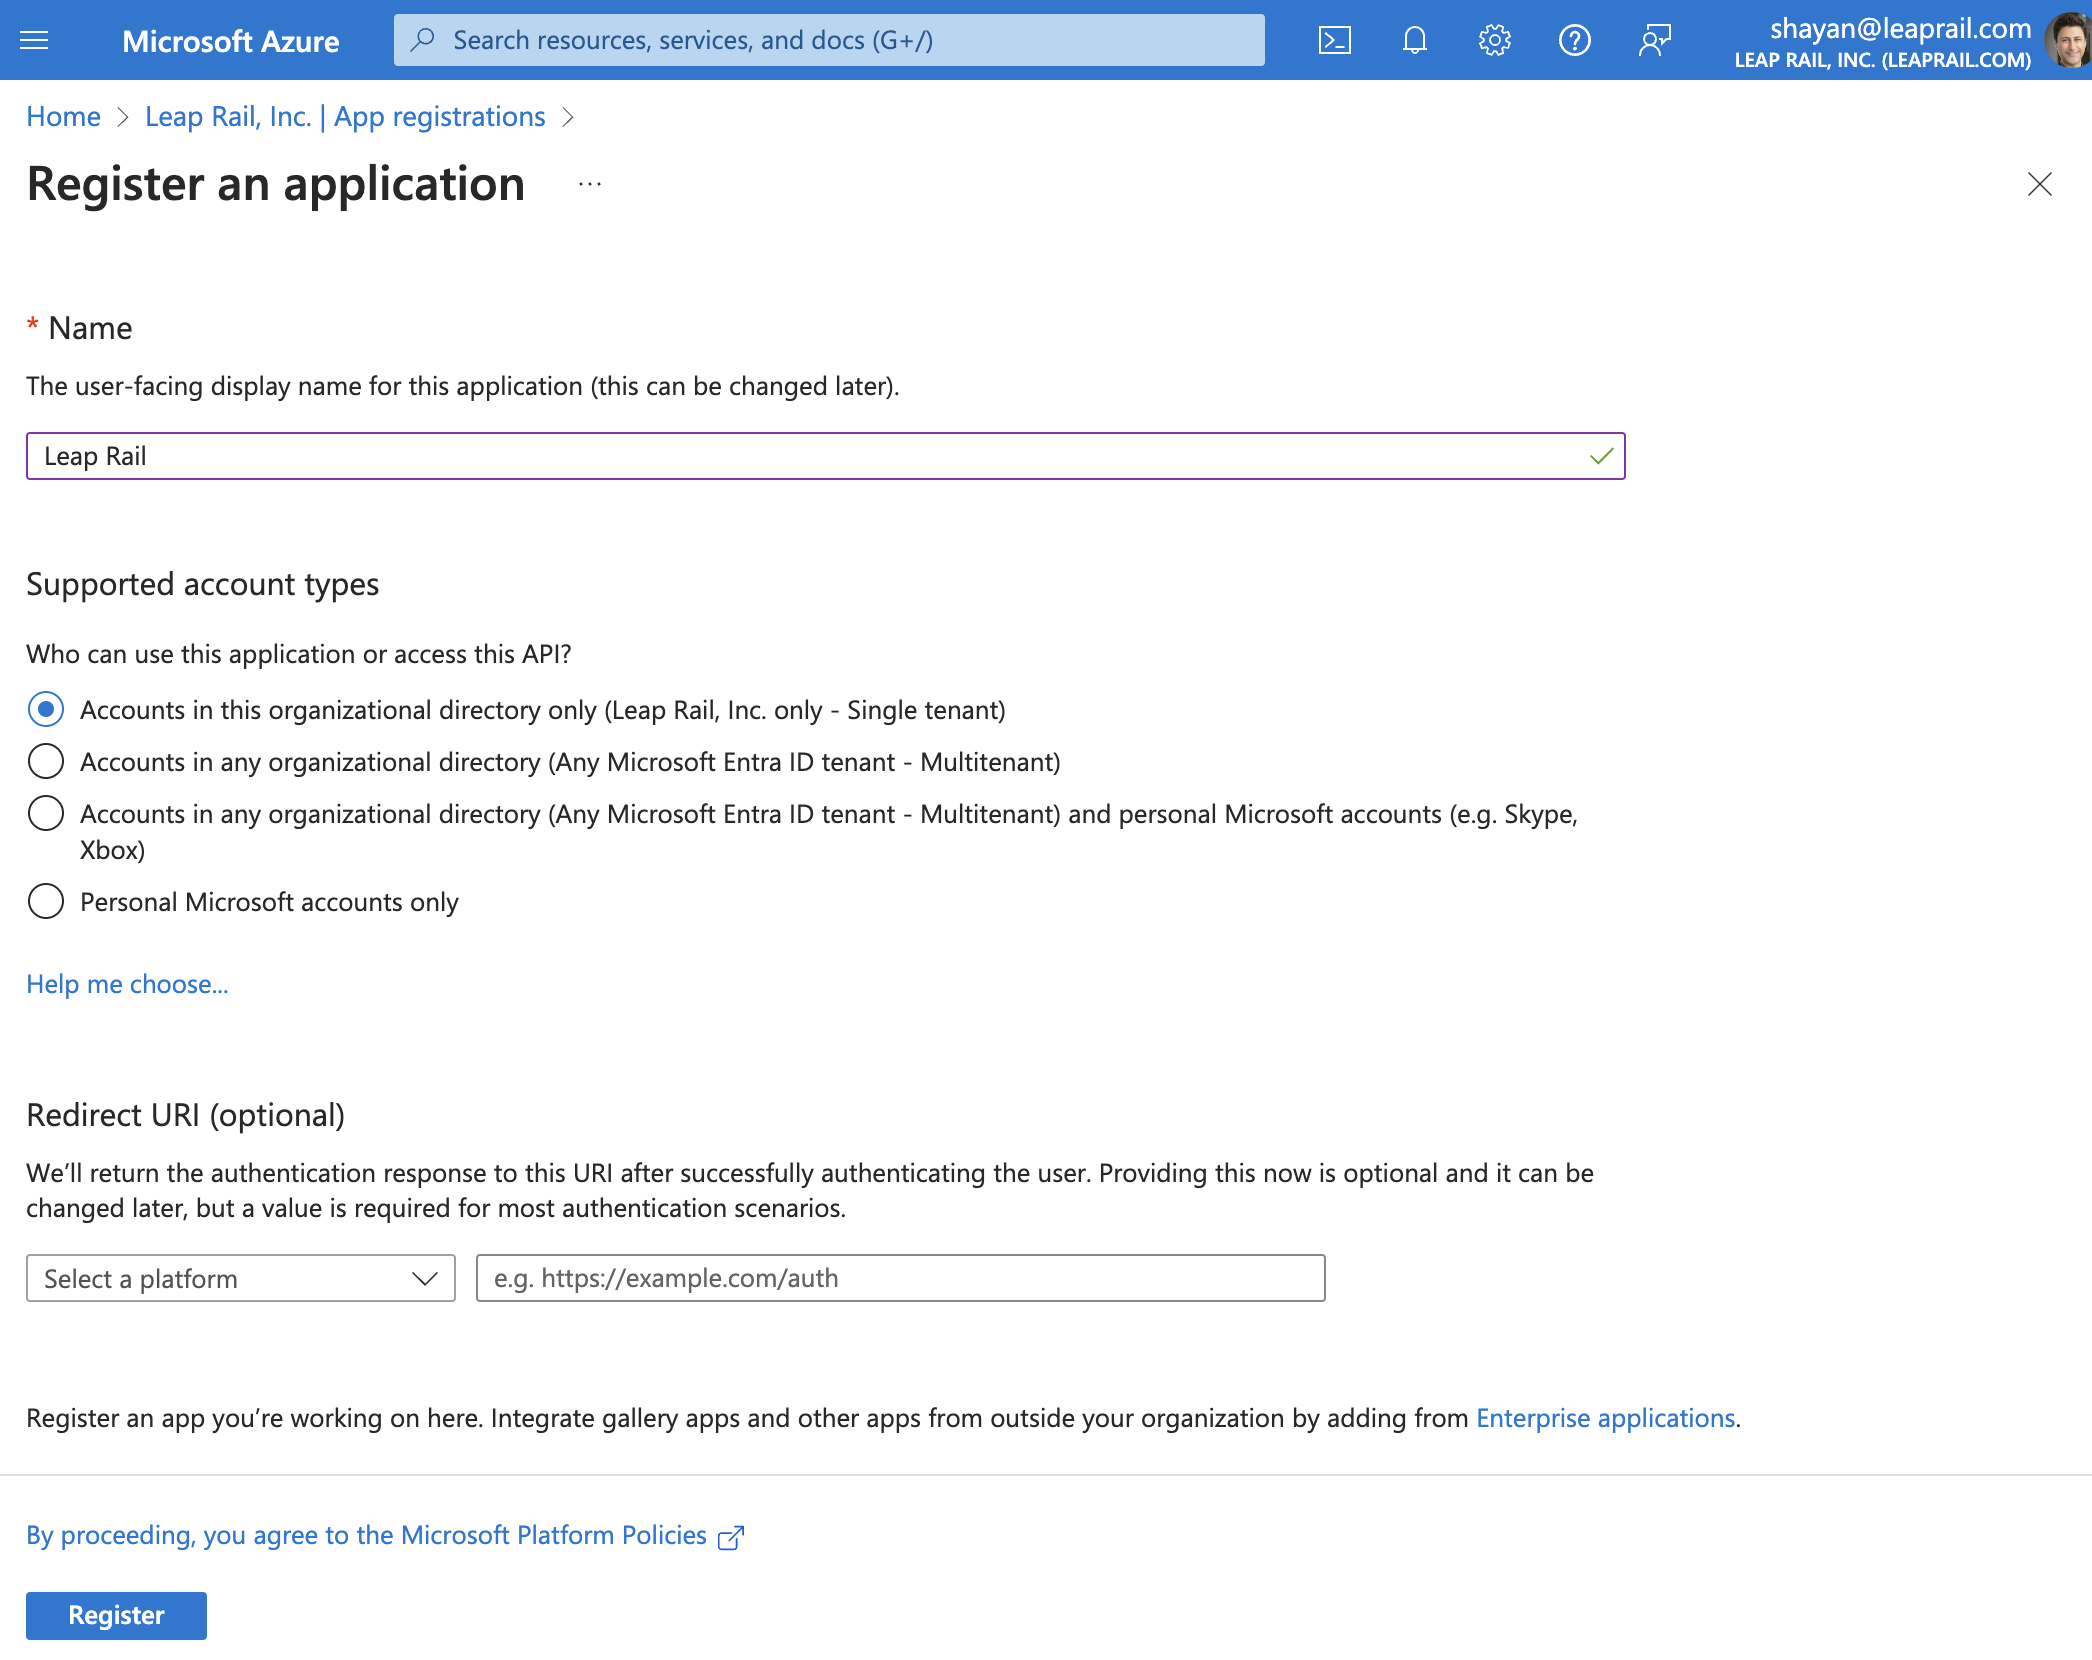 Microsoft Azure
Search resources, services, and docs (G+/)
shayan@leaprail.com
LEAP RAIL, INC. (LEAPRAIL.COM)
Home > Leap Rail, Inc. | App registrations >
Register an application ...
* Name
The user-facing display name for this application (this can be changed later).
Leap Rail
Supported account types
Who can use this application or access this API?
Accounts in this organizational directory only (Leap Rail, Inc. only - Single tenant)
Accounts in any organizational directory (Any Microsoft Entra ID tenant - Multitenant)
Accounts in any organizational directory (Any Microsoft Entra ID tenant - Multitenant) and personal Microsoft accounts (e.g. Skype,
Xbox)
Personal Microsoft accounts only
Help me choose...
Redirect URI (optional)
We’ll return the authentication response to this URI after successfully authenticating the user. Providing this now is optional and it can be
changed later, but a value is required for most authentication scenarios.
Select a platform
e.g. https://example.com/auth
Register an app you’re working on here. Integrate gallery apps and other apps from outside your organization by adding from Enterprise applications.
By proceeding, you agree to the Microsoft Platform Policies
Register